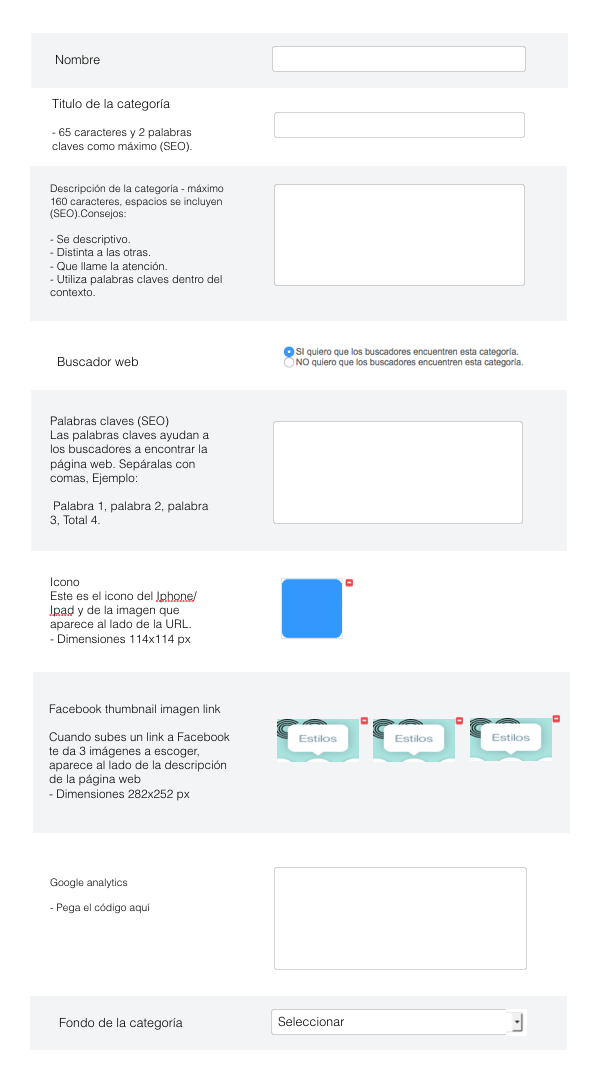 Nombre
Titulo de la categoría
- 65 caracteres y 2 palabras
claves como máximo (SEO).
Descripción de la categoría - máximo
160 caracteres, espacios se incluyen
(SEO).Consejos:
- Se descriptivo.
- Distinta a las otras.
- Que llame la atención.
- Utiliza palabras claves dentro del
contexto.
Buscador web
SI quiero que los buscadores encuentren esta categoría.
NO quiero que los buscadores encuentren esta categoría.
Palabras claves (SEO)
Las palabras claves ayudan a
los buscadores a encontrar la
página web. Sepáralas con
comas, Ejemplo:
Palabra 1, palabra 2, palabra
3, Total 4.
Icono
Este es el icono del Iphone/
Ipad y de la imagen que
aparece al lado de la URL.
- Dimensiones 114x114 px
Facebook thumbnail imagen link
Cuando subes un link a Facebook
te da 3 imágenes a escoger,
aparece al lado de la descripción
de la página web
- Dimensiones 282x252 px
Estilos
Estilos
Estilos
Google analytics
- Pega el código aquí
Fondo de la categoría
Seleccionar